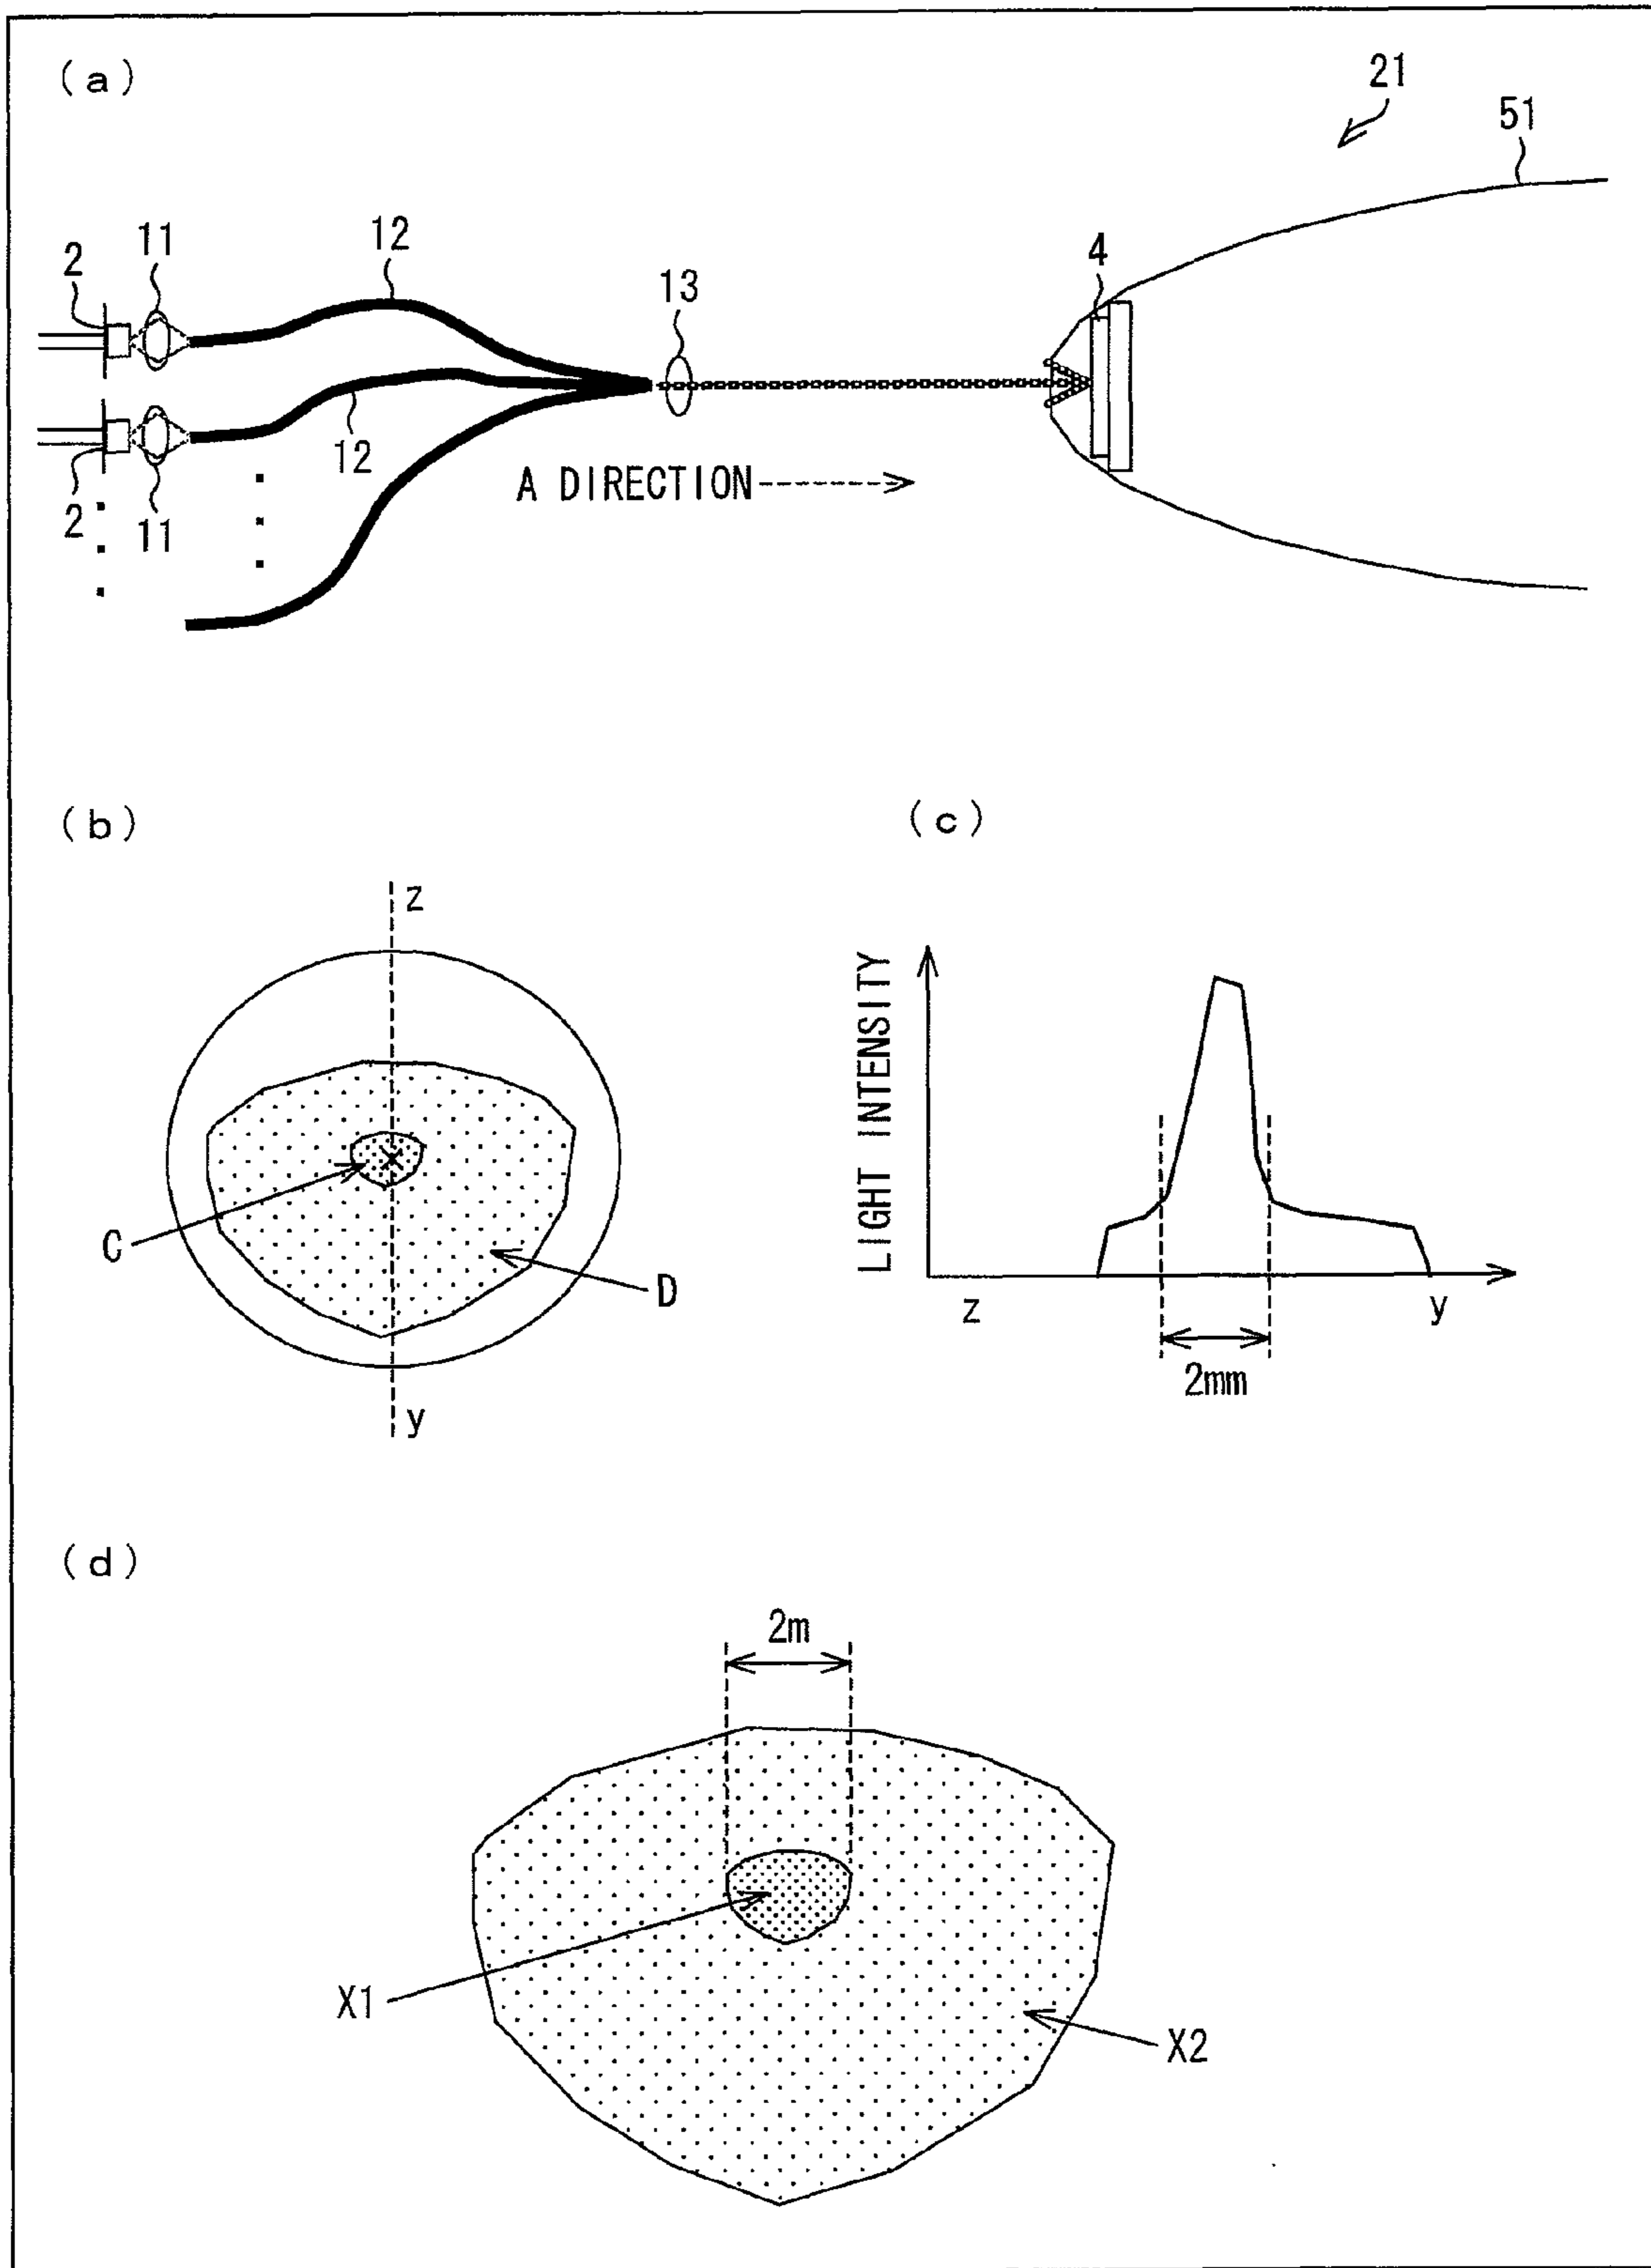 (a)
21
51
2
11
12
13
4
12
2
11
A DIRECTION
(b)
z
C
D
y
(c)
LIGHT INTENSITY
z
y
2mm
(d)
2m
X1
X2